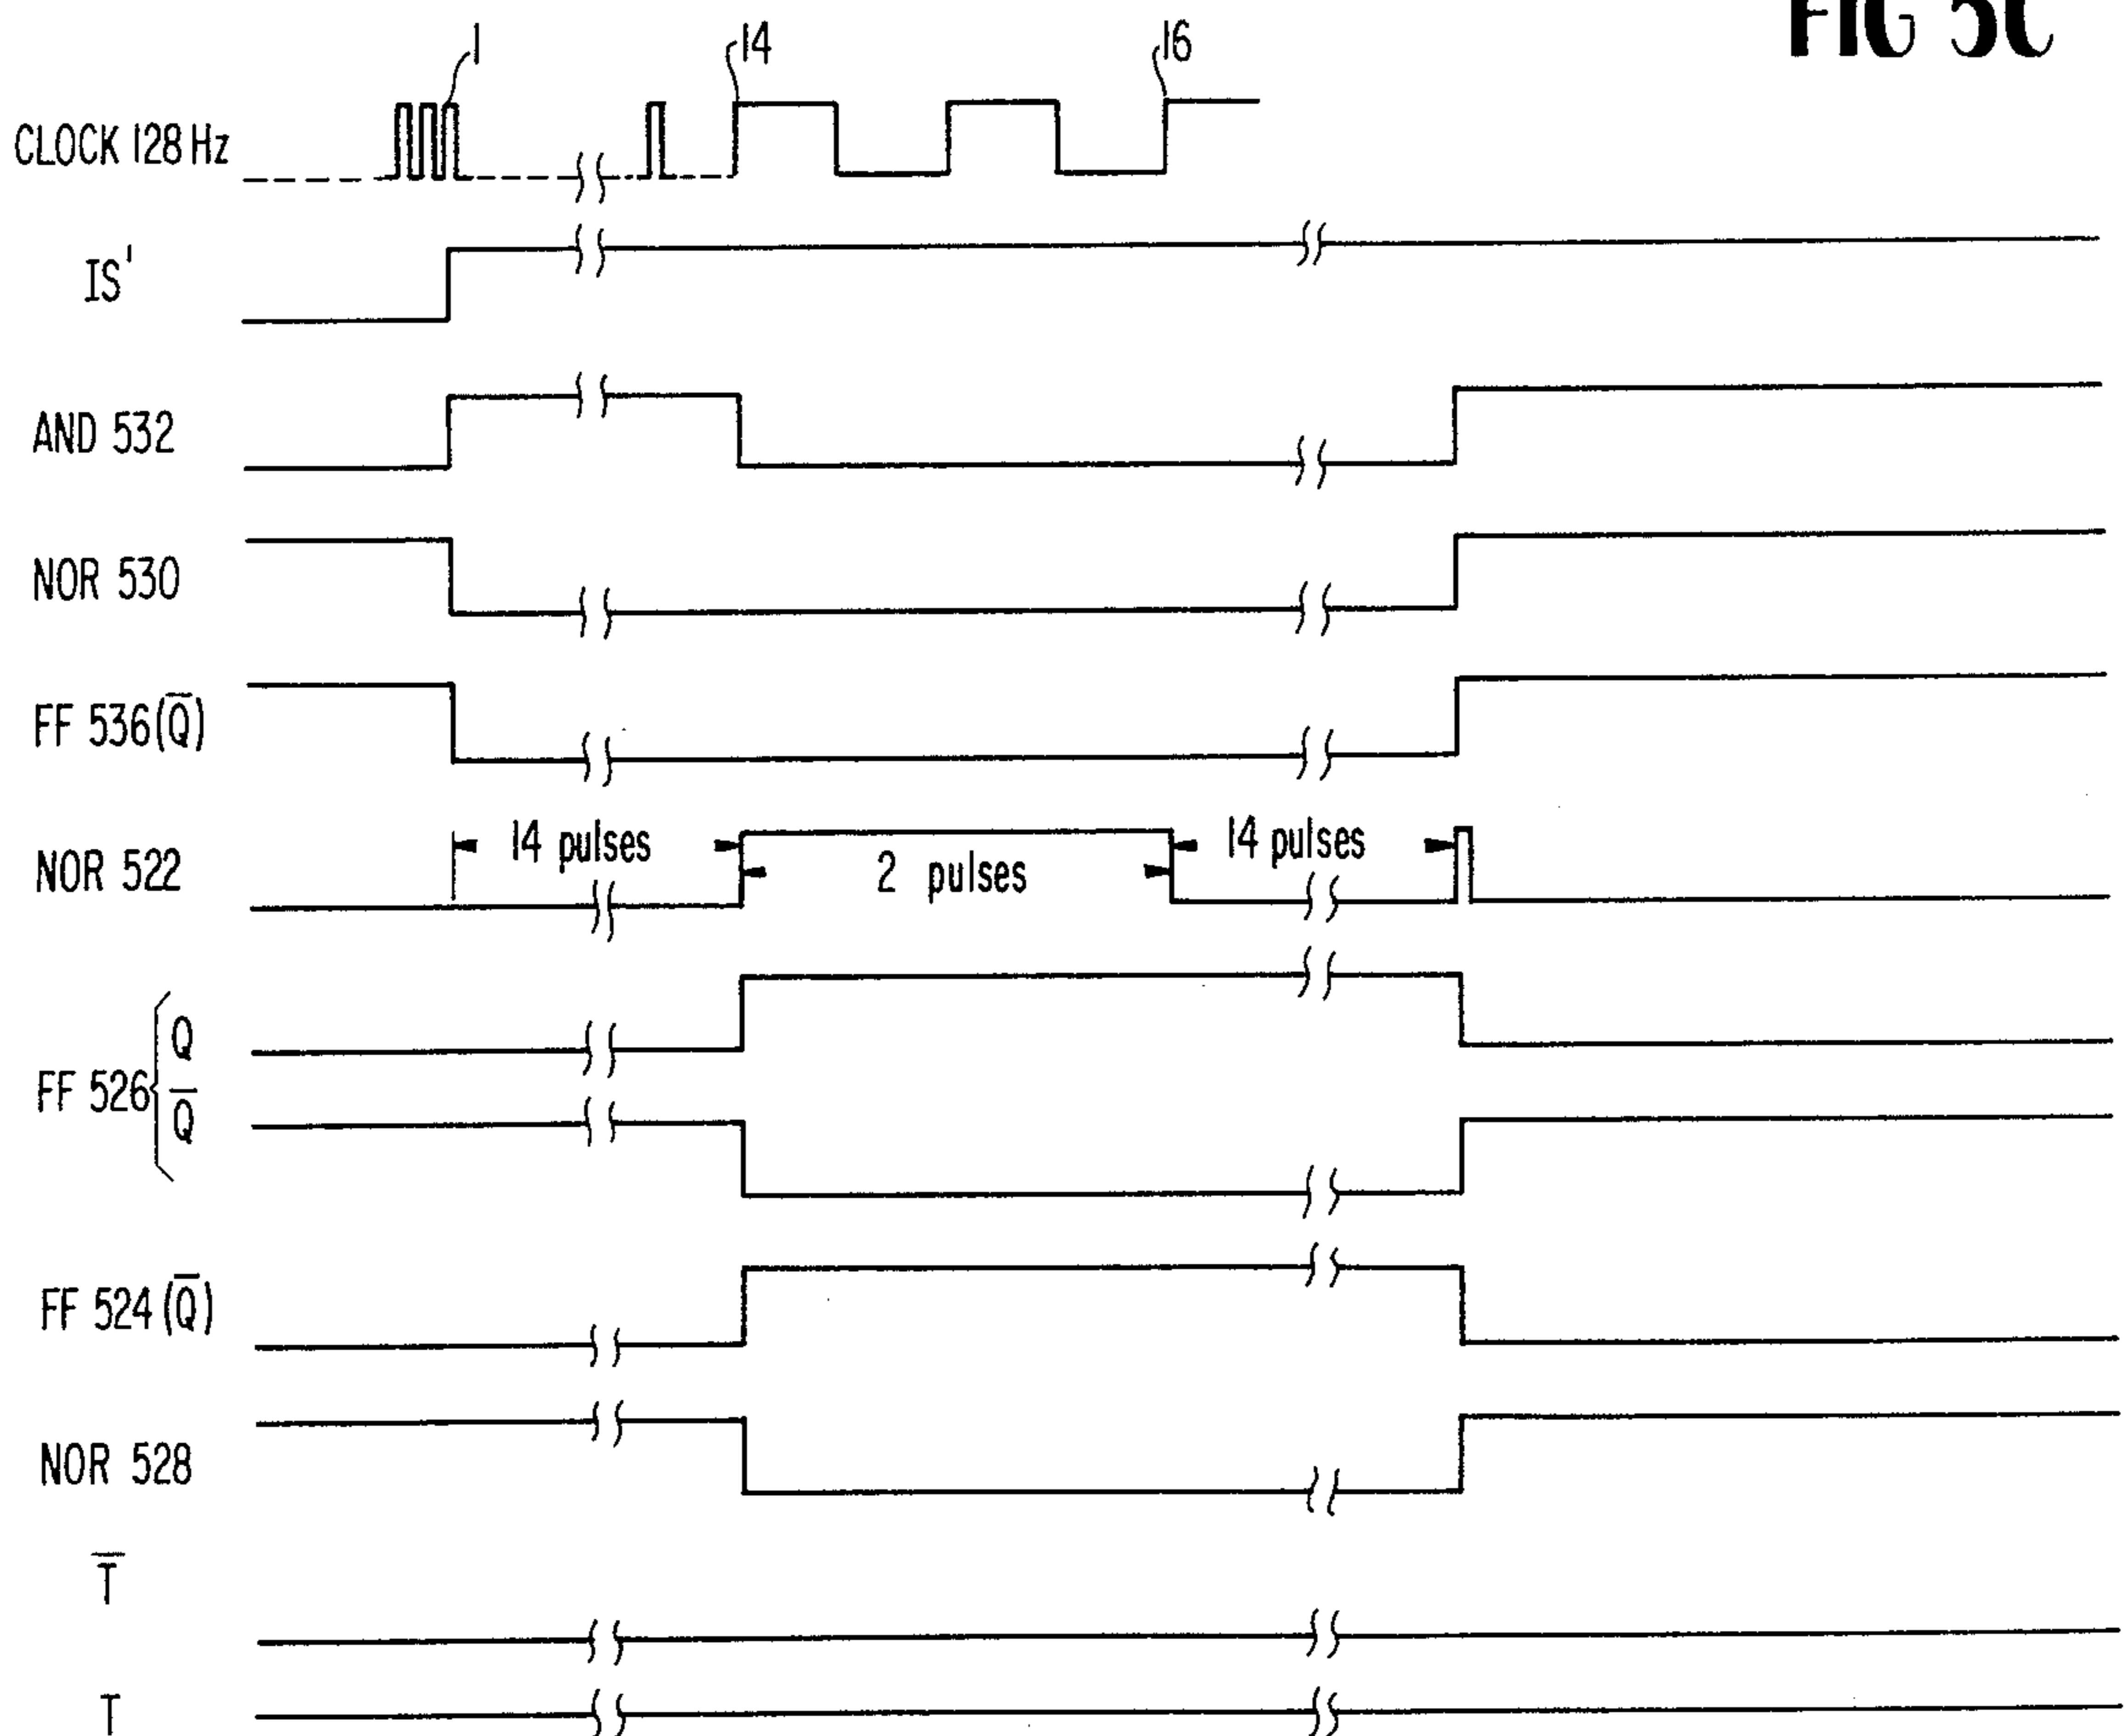 FIG 5C
1
14
16
CLOCK 128 Hz
IS'
AND 532
NOR 530
FF 536(Q̅)
NOR 522
14 pulses
2 pulses
14 pulses
FF 526
Q
Q̅
FF 524(Q̅)
NOR 528
T̅
T